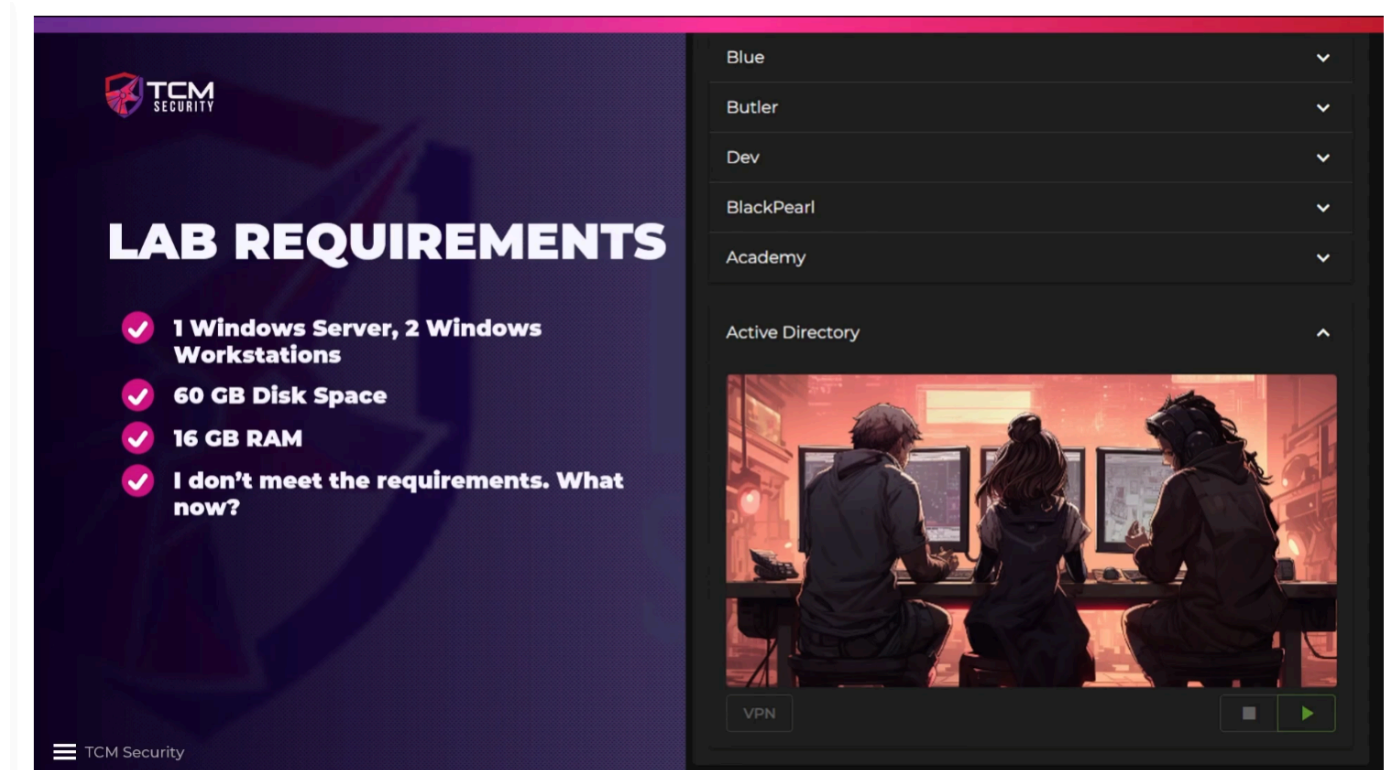 TCM
SECURITY
LAB REQUIREMENTS
1 Windows Server, 2 Windows
Workstations
60 GB Disk Space
16 GB RAM
I don’t meet the requirements. What
now?
TCM Security
Blue
Butler
Dev
BlackPearl
Academy
Active Directory
VPN